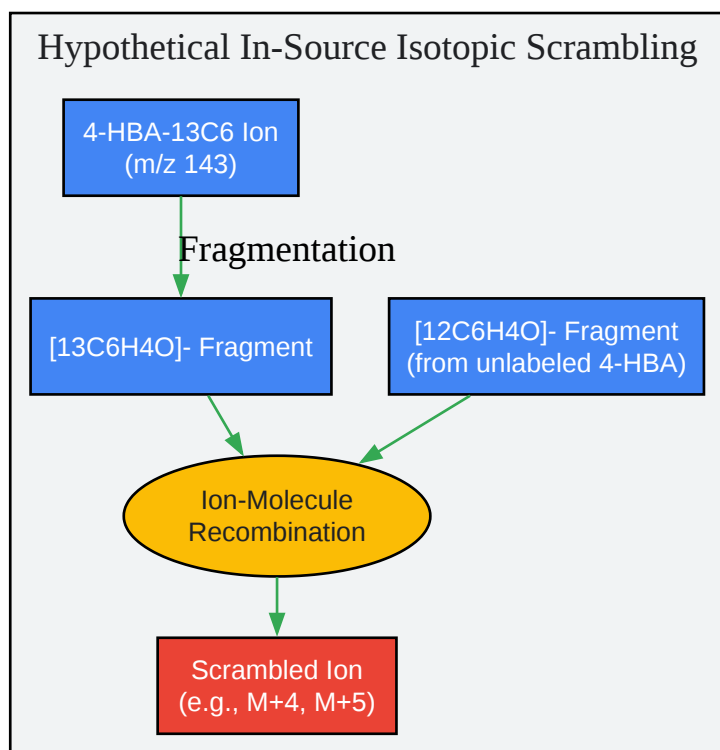 Hypothetical In-Source Isotopic Scrambling
4-HBA-13C6 Ion
(m/z 143)
Fragmentation
[13C6H4O]- Fragment
[12C6H4O]- Fragment
(from unlabeled 4-HBA)
Ion-Molecule
Recombination
Scrambled Ion
(e.g., M+4, M+5)